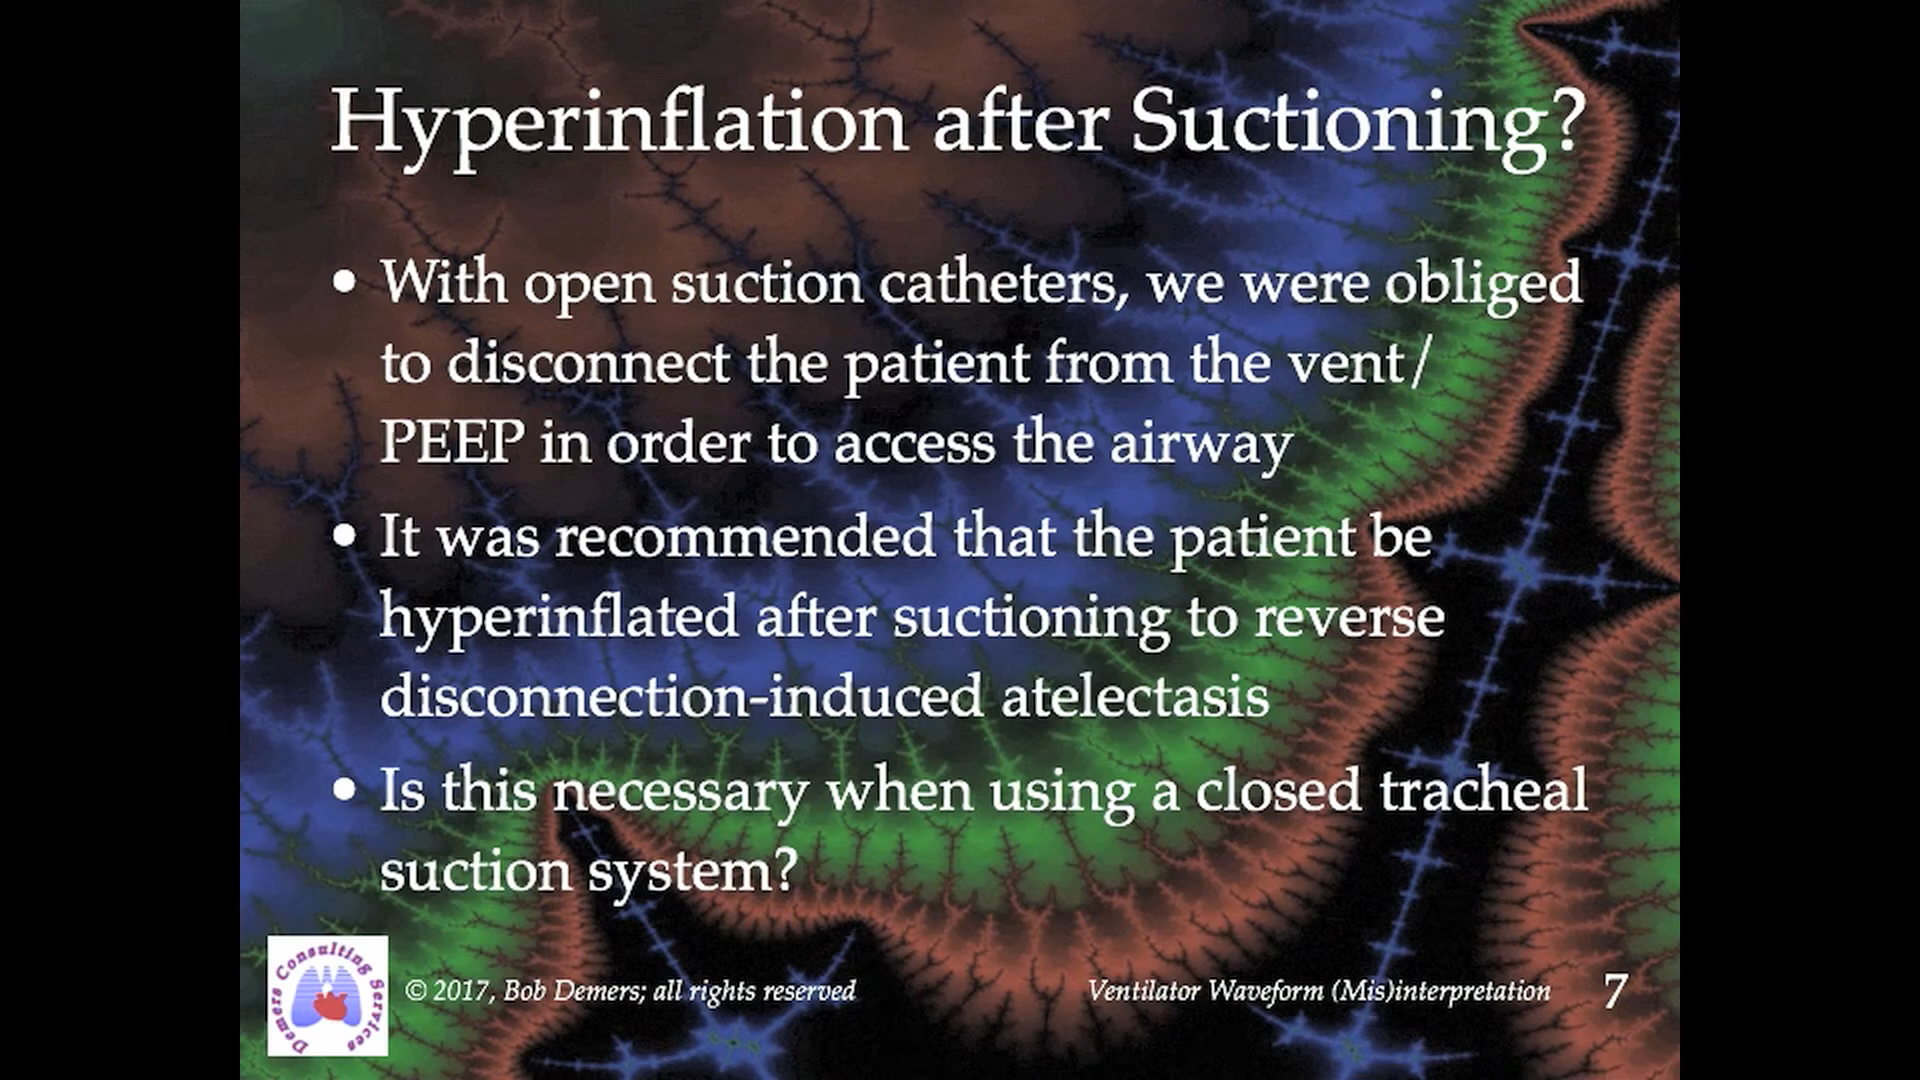 Hyperinflation after Suctioning?
• With open suction catheters, we were obliged
to disconnect the patient from the vent/
PEEP in order to access the airway
• It was recommended that the patient be
hyperinflated after suctioning to reverse
disconnection-induced atelectasis
• Is this necessary when using a closed tracheal
suction system?
Demers Consulting Services
© 2017, Bob Demers; all rights reserved
Ventilator Waveform (Mis)interpretation
7